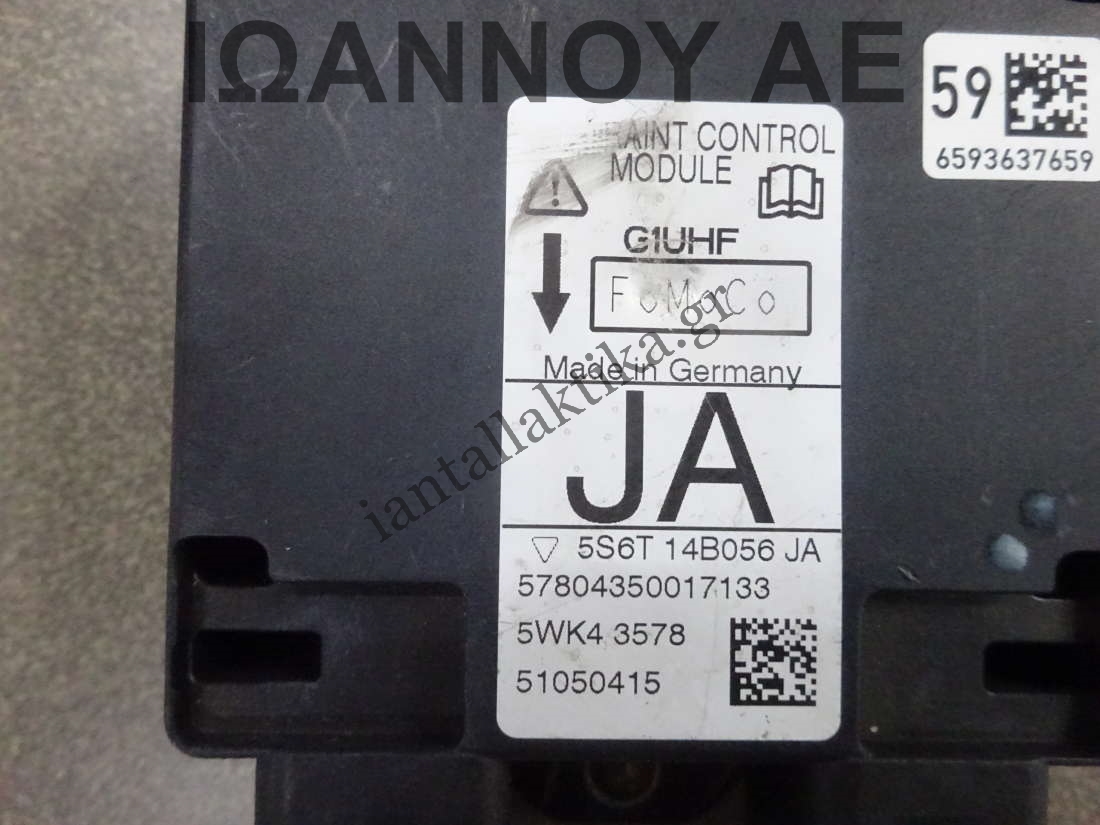 ΙΩΑΝΝΟΥ ΑΕ
59
6593637659
CONTROL
MODULE
G1UHF
FoMoCo
Made in Germany
JA
5S6T 14B056 JA
57804350017133
5WK4 3578
51050415
iantallaktika.gr